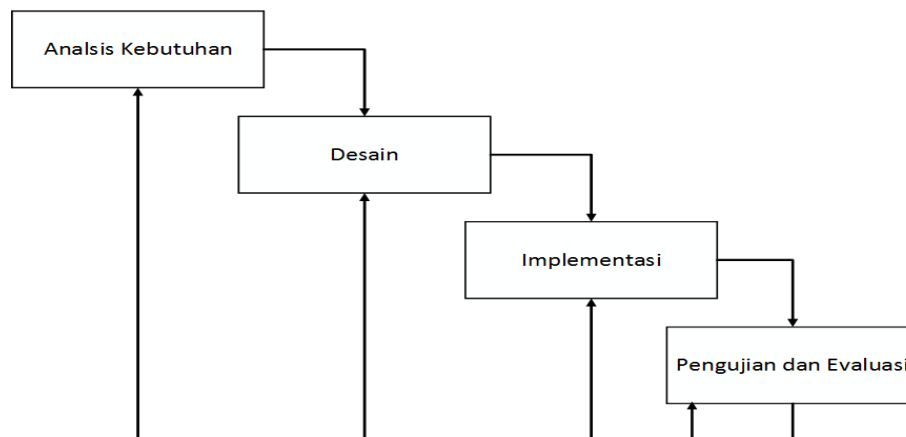 Analsis Kebutuhan
Desain
Implementasi
Pengujian dan Evaluasi